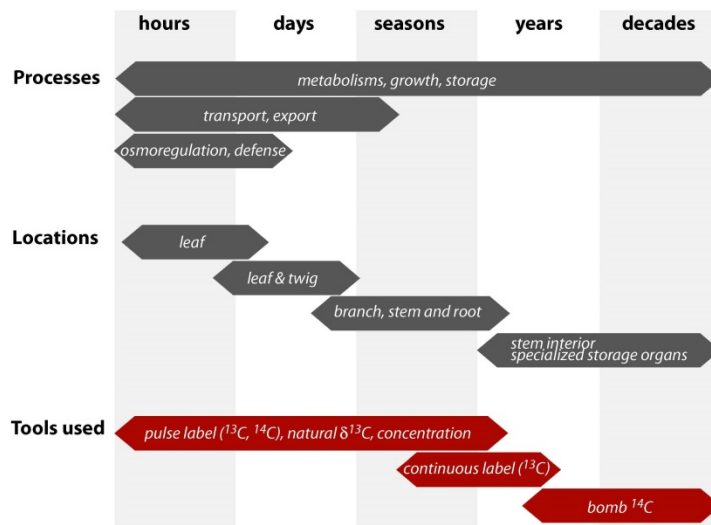 hours days seasons years decades
Processes
metabolisms, growth, storage
transport, export
osmoregulation, defense
Locations
leaf
leaf & twig
branch, stem and root
stem interior
specialized storage organs
Tools used
pulse label (¹³C, ¹⁴C), natural δ¹³C, concentration
continuous label (¹³C)
bomb ¹⁴C